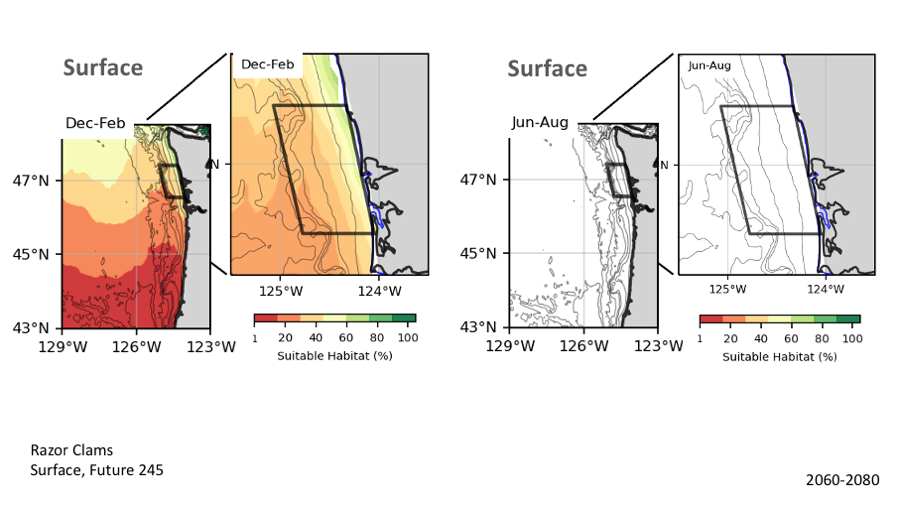 Surface
Dec-Feb
Dec-Feb
47°N
45°N
43°N
129°W 126°W 123°W
N
125°W 124°W
1 20 40 60 80 100
Suitable Habitat (%)
Surface
Jun-Aug
Jun-Aug
47°N
45°N
43°N
129°W 126°W 123°W
N
125°W 124°W
1 20 40 60 80 100
Suitable Habitat (%)
Razor Clams
Surface, Future 245
2060-2080